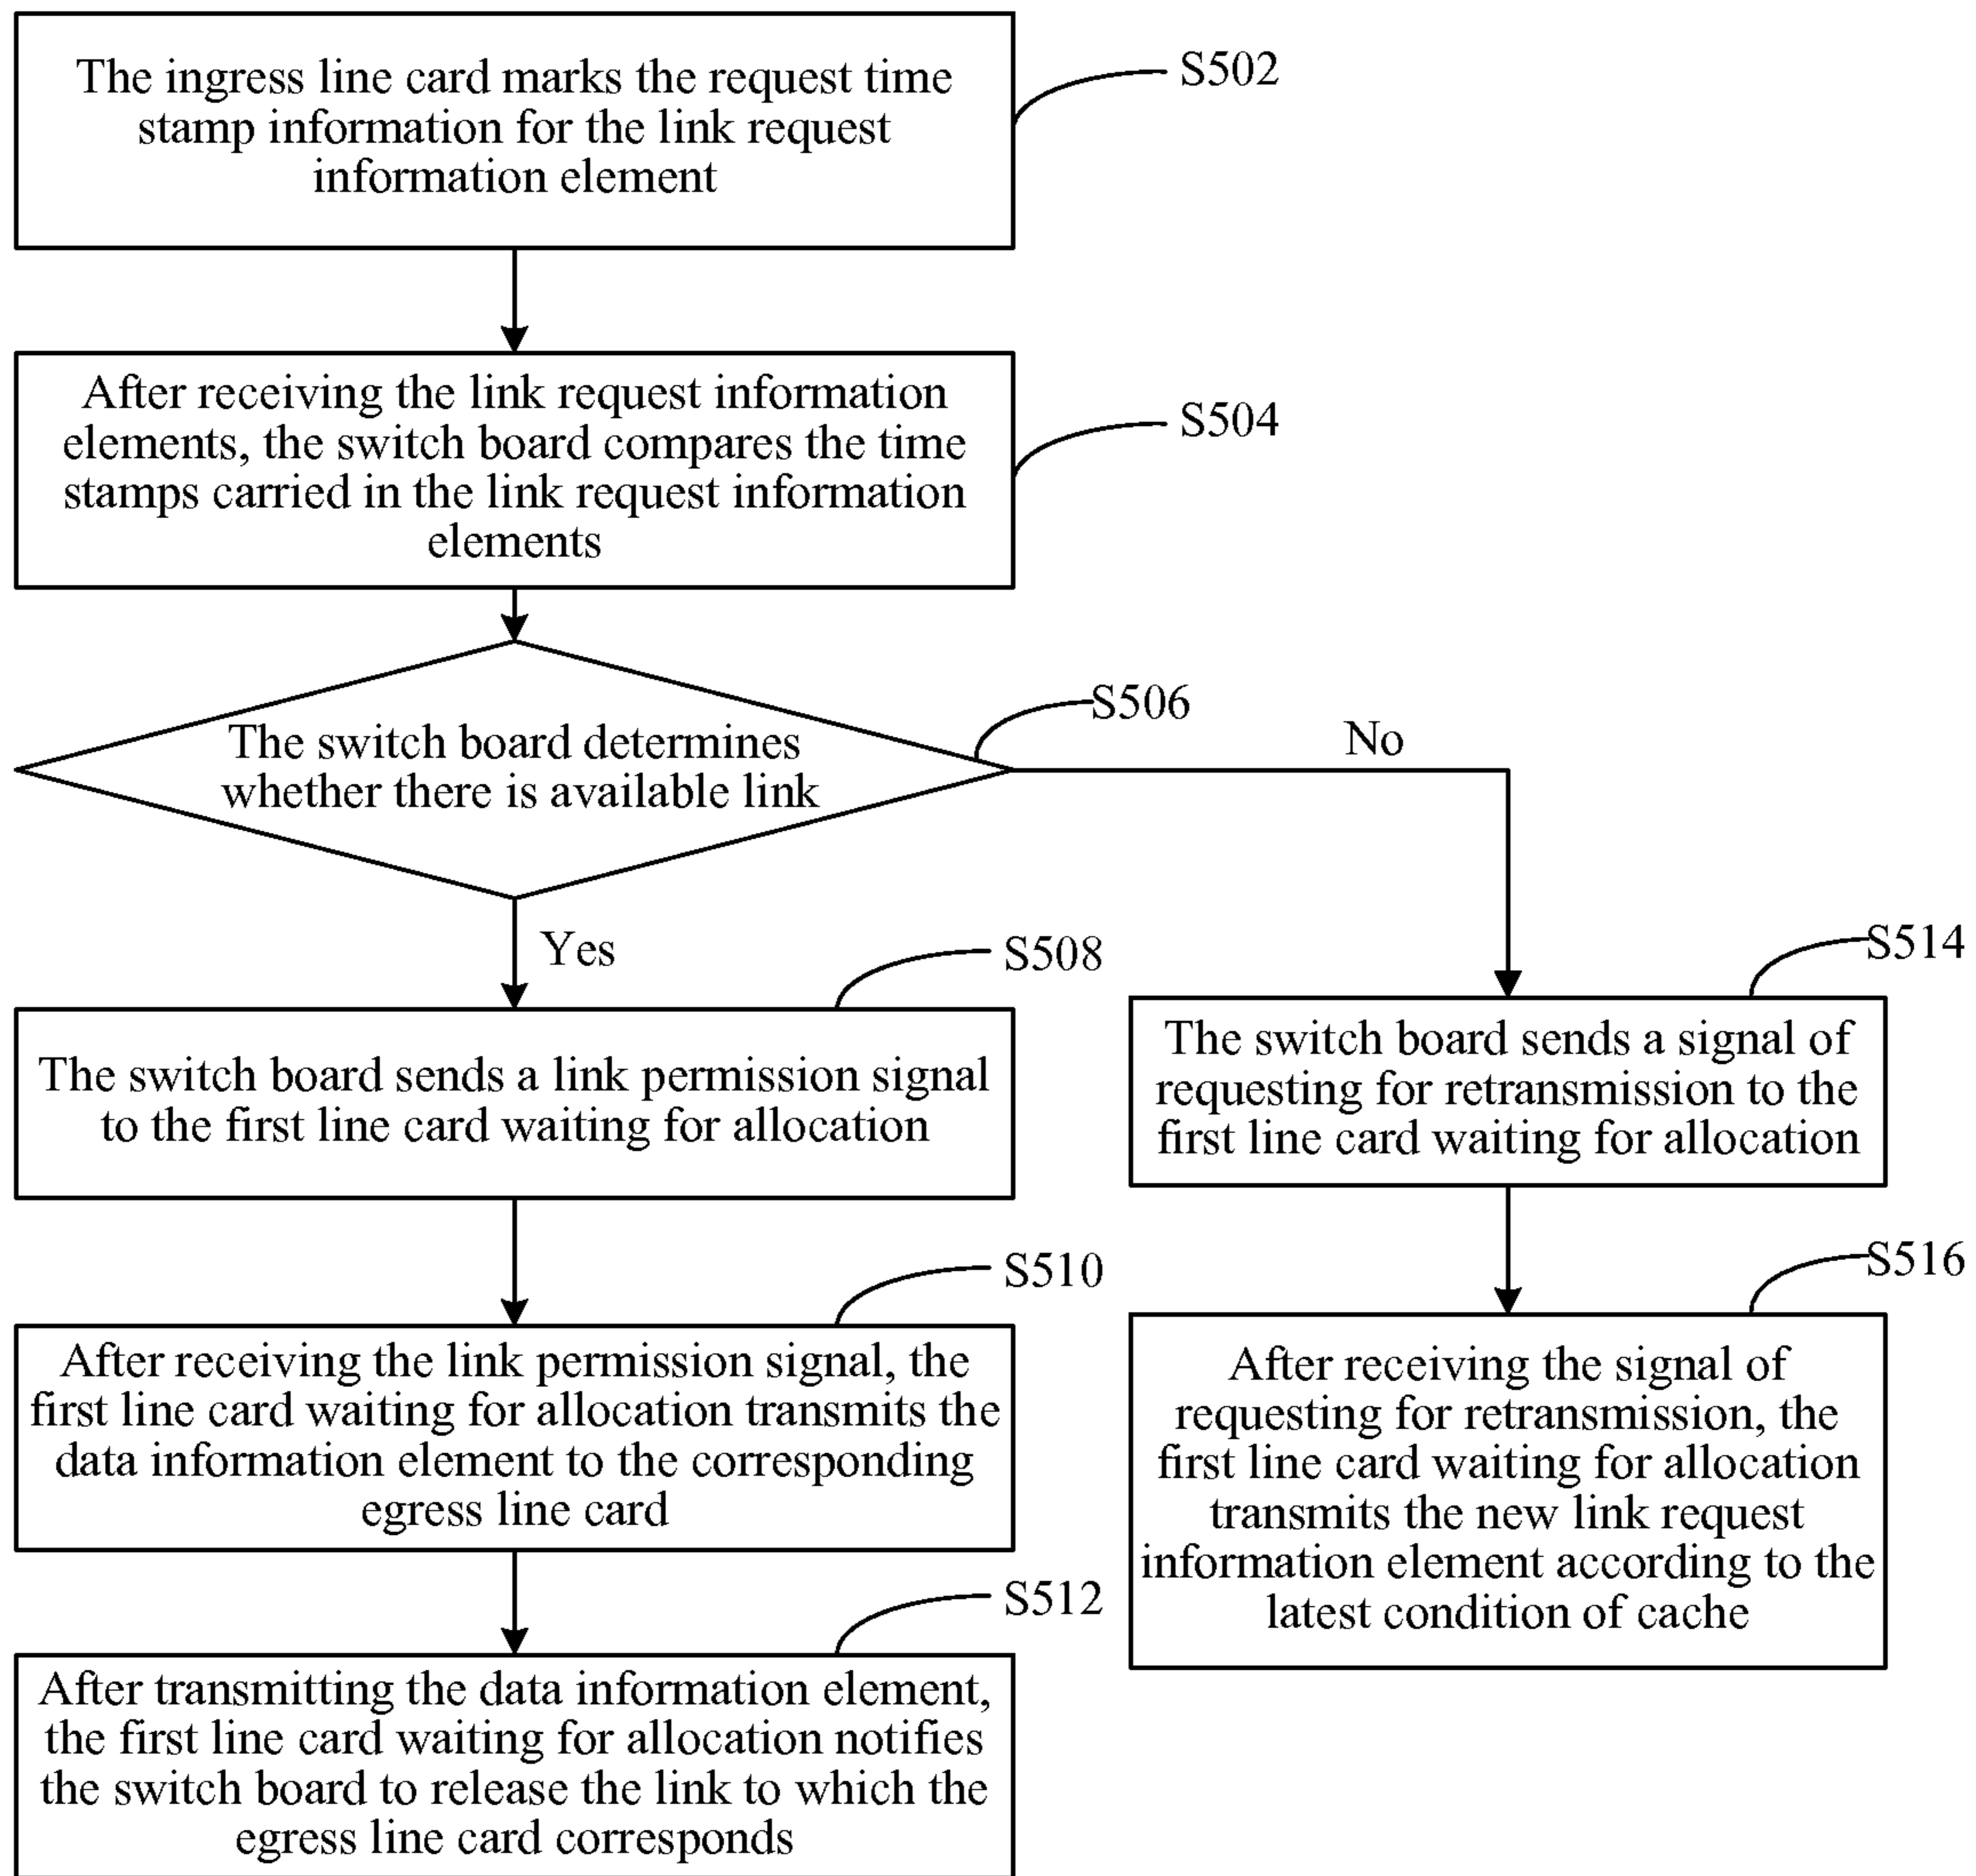 The ingress line card marks the request time
stamp information for the link request
information element
S502
After receiving the link request information
elements, the switch board compares the time
stamps carried in the link request information
elements
S504
The switch board determines
whether there is available link
S506
No
Yes
S508
The switch board sends a link permission signal
to the first line card waiting for allocation
S514
The switch board sends a signal of
requesting for retransmission to the
first line card waiting for allocation
S510
After receiving the link permission signal, the
first line card waiting for allocation transmits the
data information element to the corresponding
egress line card
S516
After receiving the signal of
requesting for retransmission, the
first line card waiting for allocation
transmits the new link request
information element according to the
latest condition of cache
S512
After transmitting the data information element,
the first line card waiting for allocation notifies
the switch board to release the link to which the
egress line card corresponds